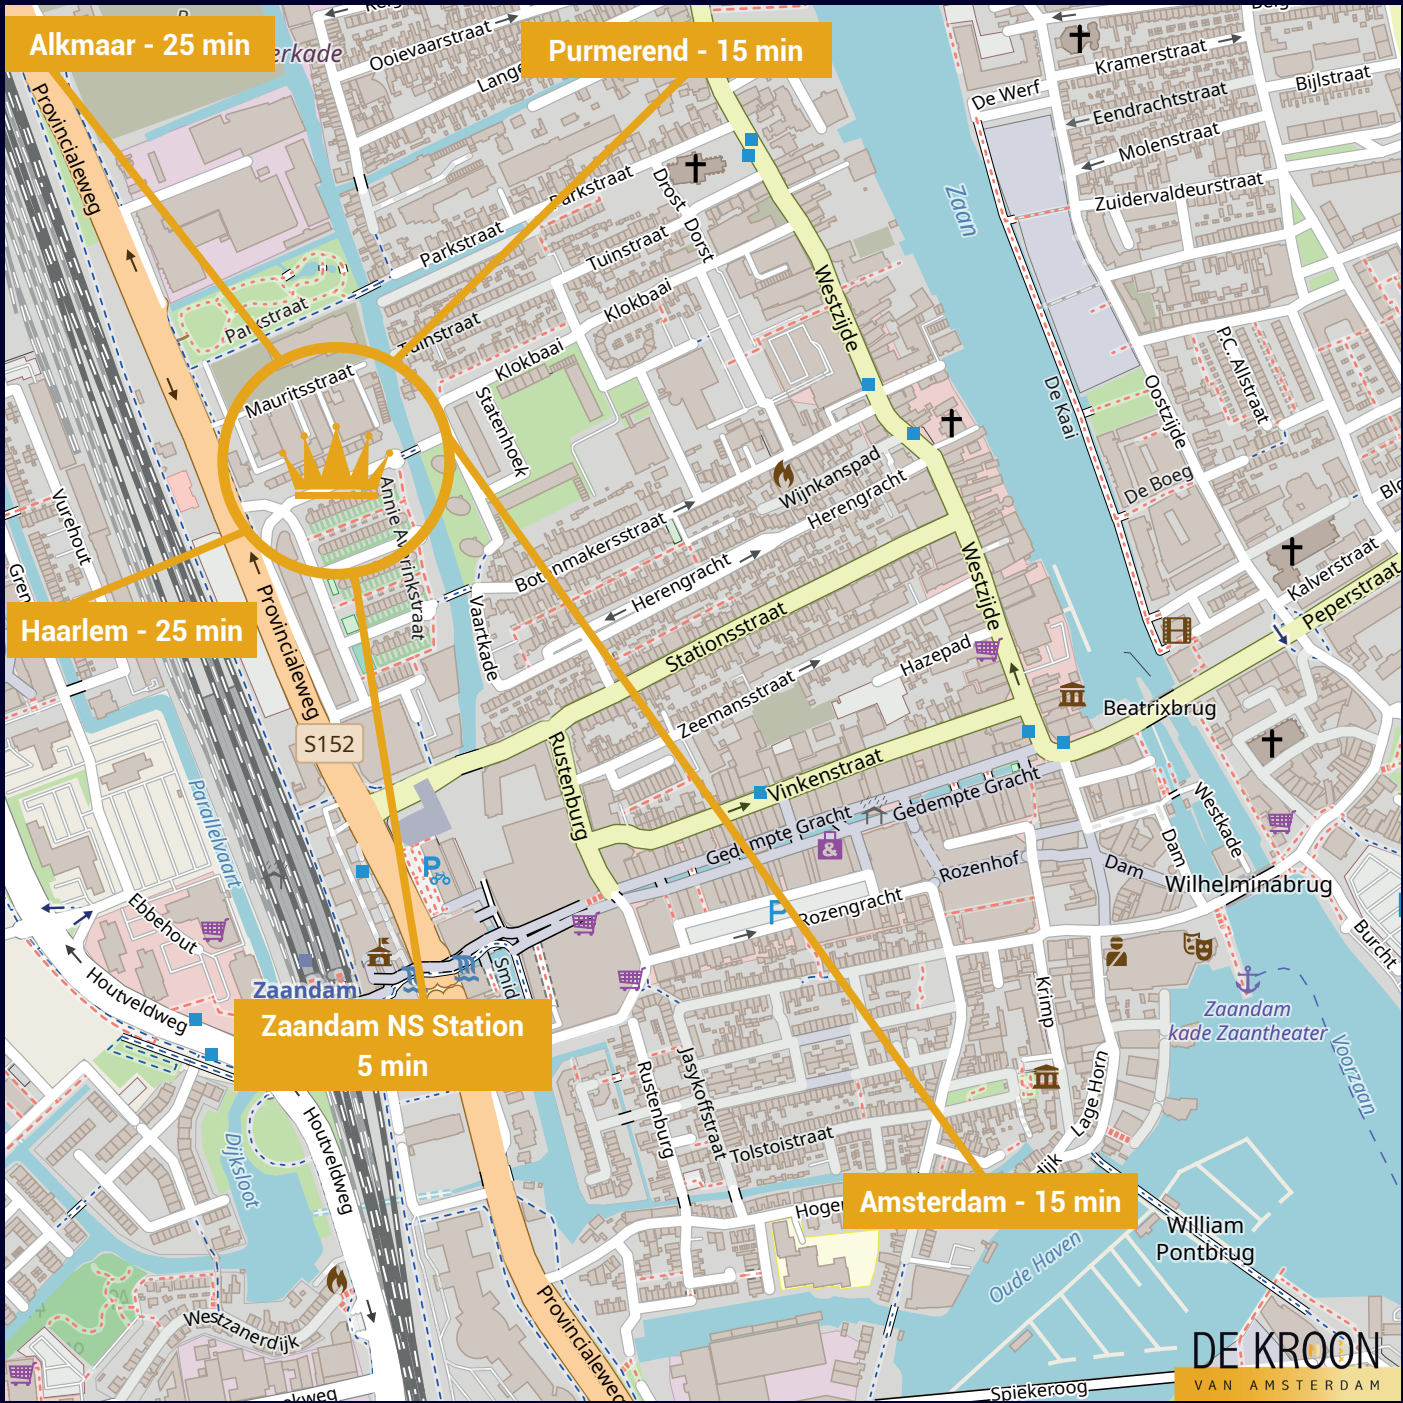 Alkmaar - 25 min
Purmerend - 15 min
Haarlem - 25 min
Zaandam NS Station
5 min
Amsterdam - 15 min
erkade
Ooievaarstraat
De Werf
Kramerstraat
Bijlstraat
Eendrachtstraat
Molenstraat
Zuidervaldeurstraat
Provincialeweg
Parkstraat
Parkstraat
Parkstraat
Drost
Dorst
Tuinstraat
Tuinstraat
Klokbaai
Klokbaai
Westzijde
Zaan
De Kaai
Oostzijde
P.C. Allstraat
De Boeg
Mauritsstraat
Statenhoek
Wijnkanspad
Herengracht
Herengracht
Vurehout
Provincialeweg
Vaartkade
Stationsstraat
Westzijde
Hazepad
Zeemansstraat
Kalverstraat
Peperstraat
Beatrixbrug
S152
Rustenburg
Vinkenstraat
Gedempte Gracht
Gedempte Gracht
&
Parallelvaart
Westkade
Dam
Dam
Rozenhof
Wilhelminabrug
Rozengracht
P
P
Burcht
Ebbehout
Houtveldweg
Zaandam
Smid
Krimp
Zaandam
kade Zaantheater
Voorzaan
Rustenburg
Jasykoffstraat
Lage Horn
Tolstoistraat
Dijksloot
Houtveldweg
William
Pontbrug
Oude Haven
Westzanerdijk
Provincialeweg
Spiekeroog
DE KROON
VAN AMSTERDAM